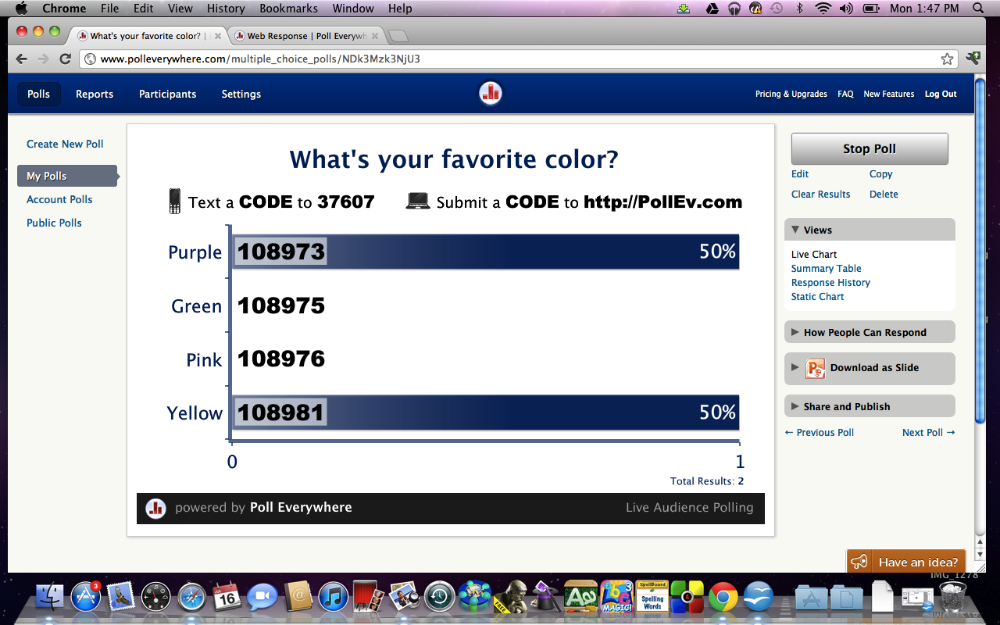 Chrome File Edit View History Bookmarks Window Help Mon 1:47 PM
What's your favorite color? | Web Response | Poll Everywh
www.polleverywhere.com/multiple_choice_polls/NDk3Mzk3NjU3
Polls Reports Participants Settings Pricing & Upgrades FAQ New Features Log Out
Create New Poll
My Polls
Account Polls
Public Polls
What's your favorite color?
Text a CODE to 37607 Submit a CODE to http://PollEv.com
Purple 108973 50%
Green 108975
Pink 108976
Yellow 108981 50%
0 1
Total Results: 2
powered by Poll Everywhere Live Audience Polling
Stop Poll
Edit Copy
Clear Results Delete
Views
Live Chart
Summary Table
Response History
Static Chart
How People Can Respond
Download as Slide
Share and Publish
← Previous Poll Next Poll →
Have an idea?
IMG_1278
3
16
FREE
MAGIC!
SpellBoard
Spelling
Words